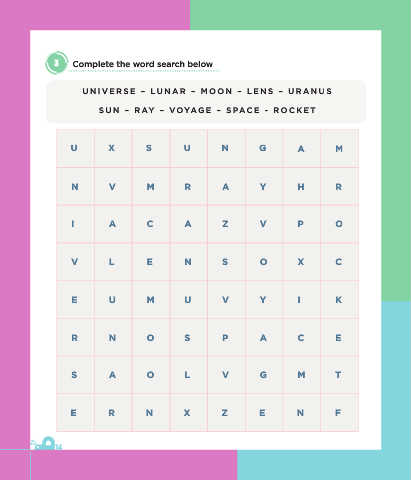 3 Complete the word search below
UNIVERSE – LUNAR – MOON – LENS – URANUS
SUN – RAY – VOYAGE – SPACE - ROCKET
U X S U N G A M
N V M R A Y H R
I A C A Z V P O
V L E N S O X C
E U M U V Y I K
R N O S P A C E
S A O L V G M T
E R N X Z E N F